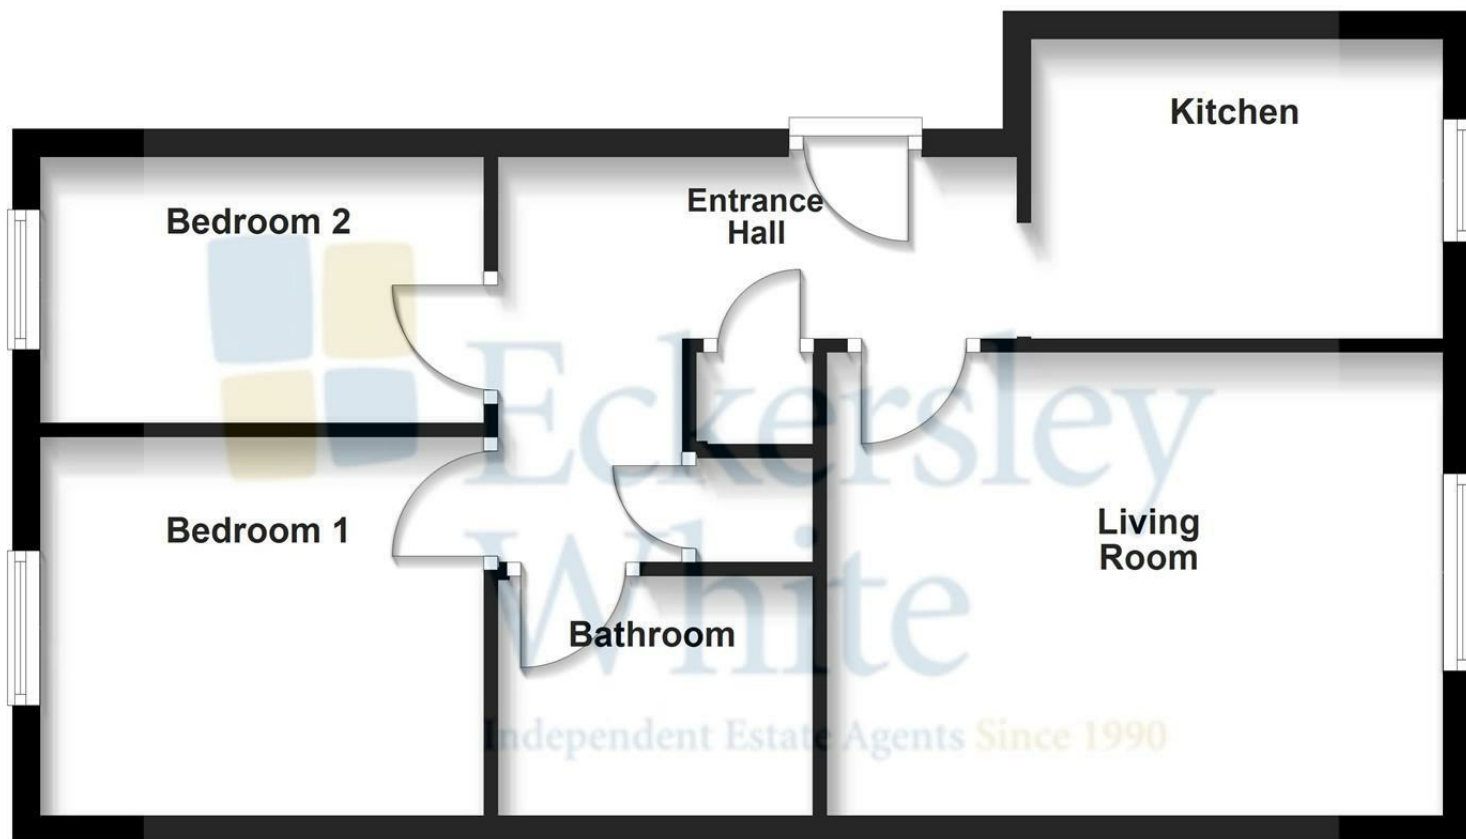 Kitchen
Entrance
Hall
Bedroom 2
Bedroom 1
Living
Room
Bathroom
Eckersley
White
Independent Estate Agents Since 1990